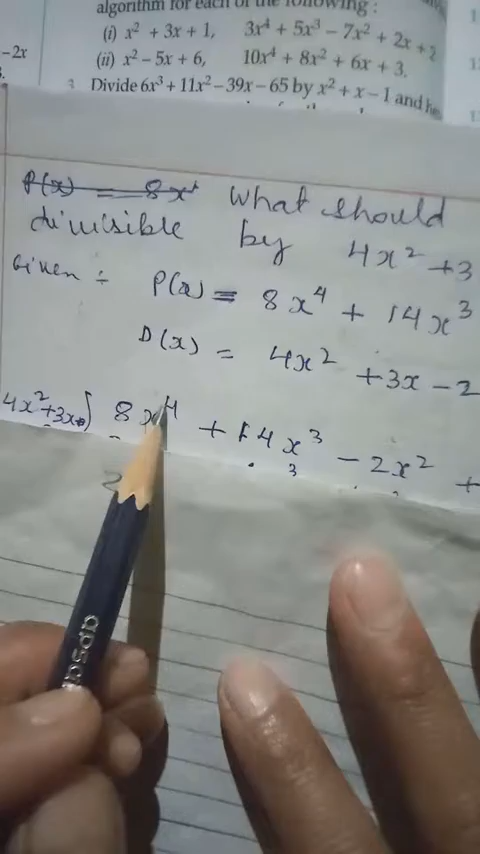 algorithm for each of the following :
(i) x² + 3x + 1, 3x⁴ + 5x³ – 7x² + 2x + 2
(ii) x² – 5x + 6, 10x⁴ + 8x² + 6x + 3.
–2x
3. Divide 6x³ + 11x² – 39x – 65 by x² + x – 1 and
P(x) = 8x⁴ What should
divisible by 4x² + 3
Given :- P(x) = 8x⁴ + 14x³
D(x) = 4x² + 3x – 2
4x²+3x 8x⁴ + 14x³ – 2x² +
apsara